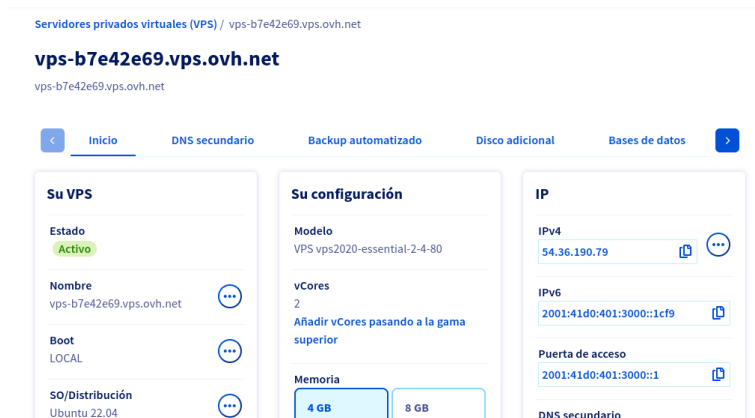 Servidores privados virtuales (VPS) / vps-b7e42e69.vps.ovh.net
vps-b7e42e69.vps.ovh.net
vps-b7e42e69.vps.ovh.net
Inicio
DNS secundario
Backup automatizado
Disco adicional
Bases de datos
Su VPS
Estado
Activo
Nombre
vps-b7e42e69.vps.ovh.net
Boot
LOCAL
SO/Distribución
Ubuntu 22.04
Su configuración
Modelo
VPS vps2020-essential-2-4-80
vCores
2
Añadir vCores pasando a la gama
superior
Memoria
4 GB
8 GB
IP
IPv4
54.36.190.79
IPv6
2001:41d0:401:3000::1cf9
Puerta de acceso
2001:41d0:401:3000::1
DNS secundario